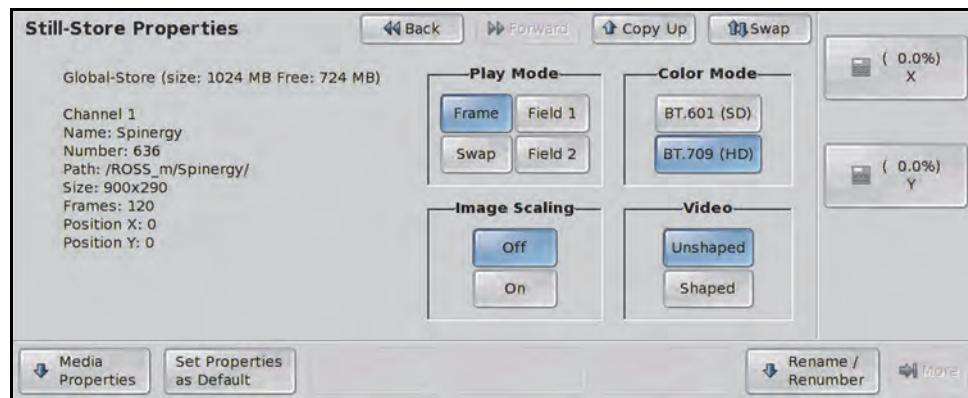 Still-Store Properties
Back
Forward
Copy Up
Swap
Global-Store (size: 1024 MB Free: 724 MB)
Channel 1
Name: Spinergy
Number: 636
Path: /ROSS_m/Spinergy/
Size: 900x290
Frames: 120
Position X: 0
Position Y: 0
Play Mode
Frame
Field 1
Swap
Field 2
Color Mode
BT.601 (SD)
BT.709 (HD)
Image Scaling
Off
On
Video
Unshaped
Shaped
( 0.0%)
X
( 0.0%)
Y
Media
Properties
Set Properties
as Default
Rename /
Renumber
More